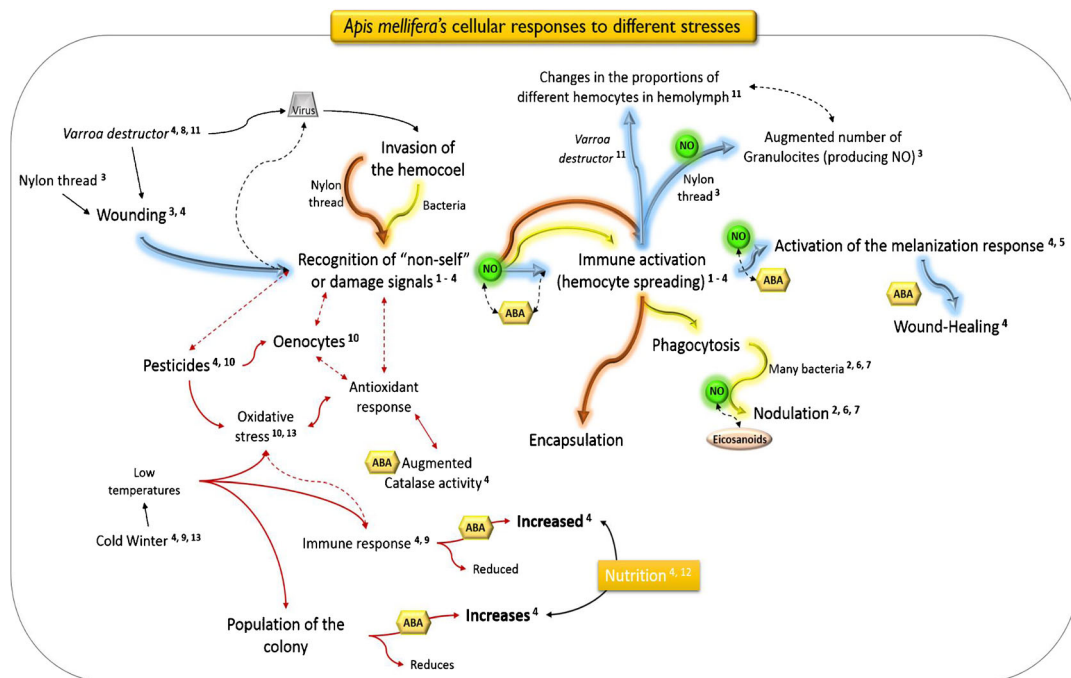 Apis mellifera's cellular responses to different stresses
Changes in the proportions of
different hemocytes in hemolymph 11
Virus
Varroa destructor 4, 8, 11
Invasion of
the hemocoel
Varroa
destructor 11
NO
Augmented number of
Granulocites (producing NO) 3
Nylon thread 3
Nylon
thread
Bacteria
Nylon
thread 3
Wounding 3, 4
NO
Activation of the melanization response 4, 5
Recognition of "non-self"
or damage signals 1 - 4
NO
Immune activation
(hemocyte spreading) 1 - 4
ABA
ABA
ABA
Wound-Healing 4
Oenocytes 10
Phagocytosis
Pesticides 4, 10
Many bacteria 2, 6, 7
Antioxidant
response
NO
Nodulation 2, 6, 7
Oxidative
stress 10, 13
Encapsulation
Eicosanoids
ABA
Augmented
Catalase activity 4
Low
temperatures
Cold Winter 4, 9, 13
Immune response 4, 9
ABA
Increased 4
Reduced
Nutrition 4, 12
Population of the
colony
ABA
Increases 4
Reduces